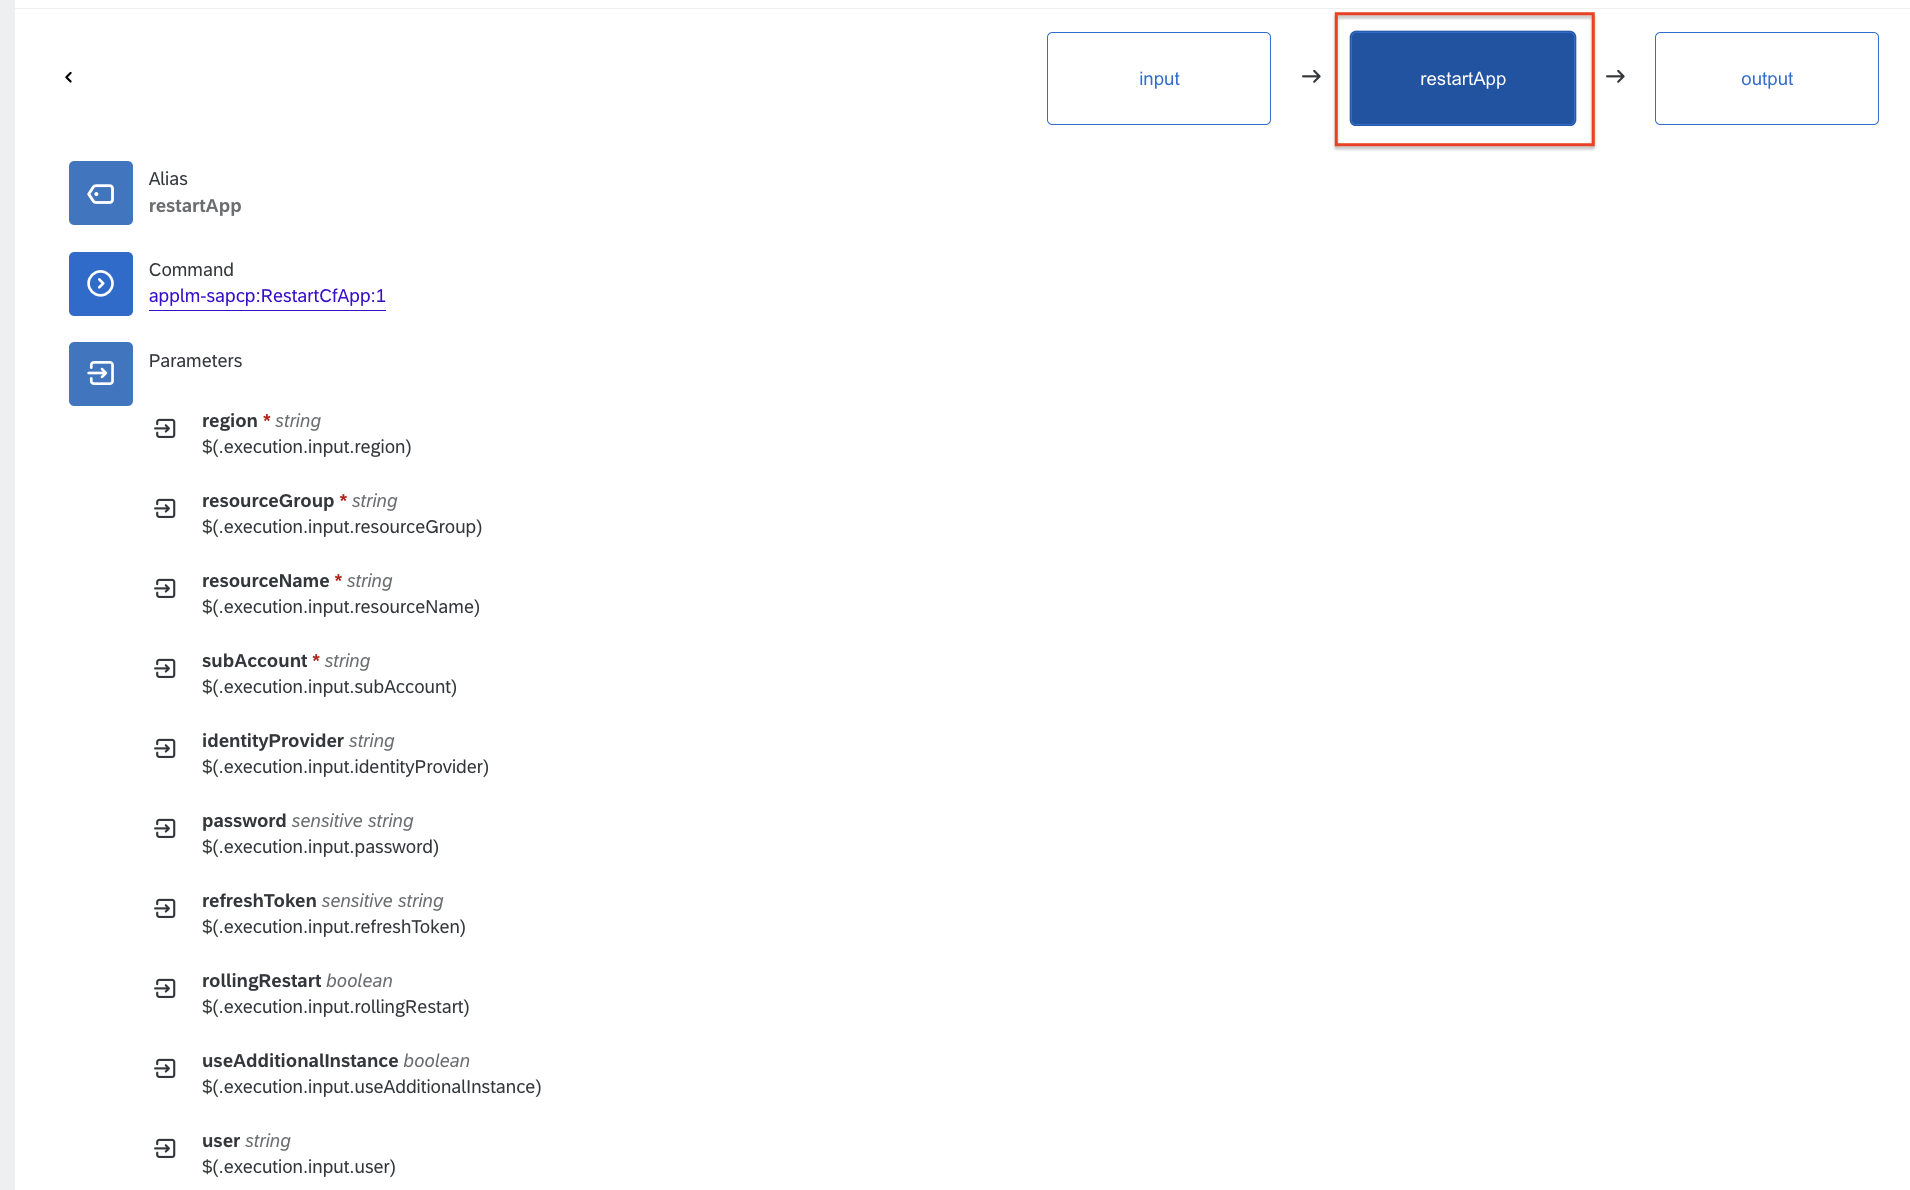 input
restartApp
output
Alias
restartApp
Command
applm-sapcp:RestartCfApp:1
Parameters
region * string
$(.execution.input.region)
resourceGroup * string
$(.execution.input.resourceGroup)
resourceName * string
$(.execution.input.resourceName)
subAccount * string
$(.execution.input.subAccount)
identityProvider string
$(.execution.input.identityProvider)
password sensitive string
$(.execution.input.password)
refreshToken sensitive string
$(.execution.input.refreshToken)
rollingRestart boolean
$(.execution.input.rollingRestart)
useAdditionalInstance boolean
$(.execution.input.useAdditionalInstance)
user string
$(.execution.input.user)